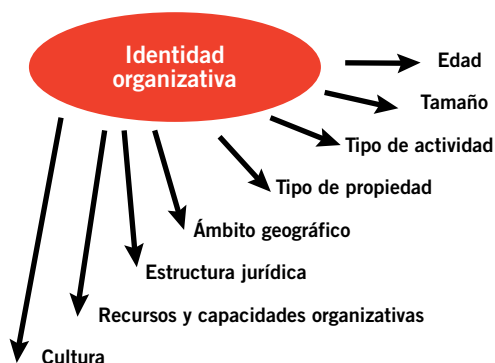 Identidad
organizativa
Edad
Tamaño
Tipo de actividad
Tipo de propiedad
Ámbito geográfico
Estructura jurídica
Recursos y capacidades organizativas
Cultura